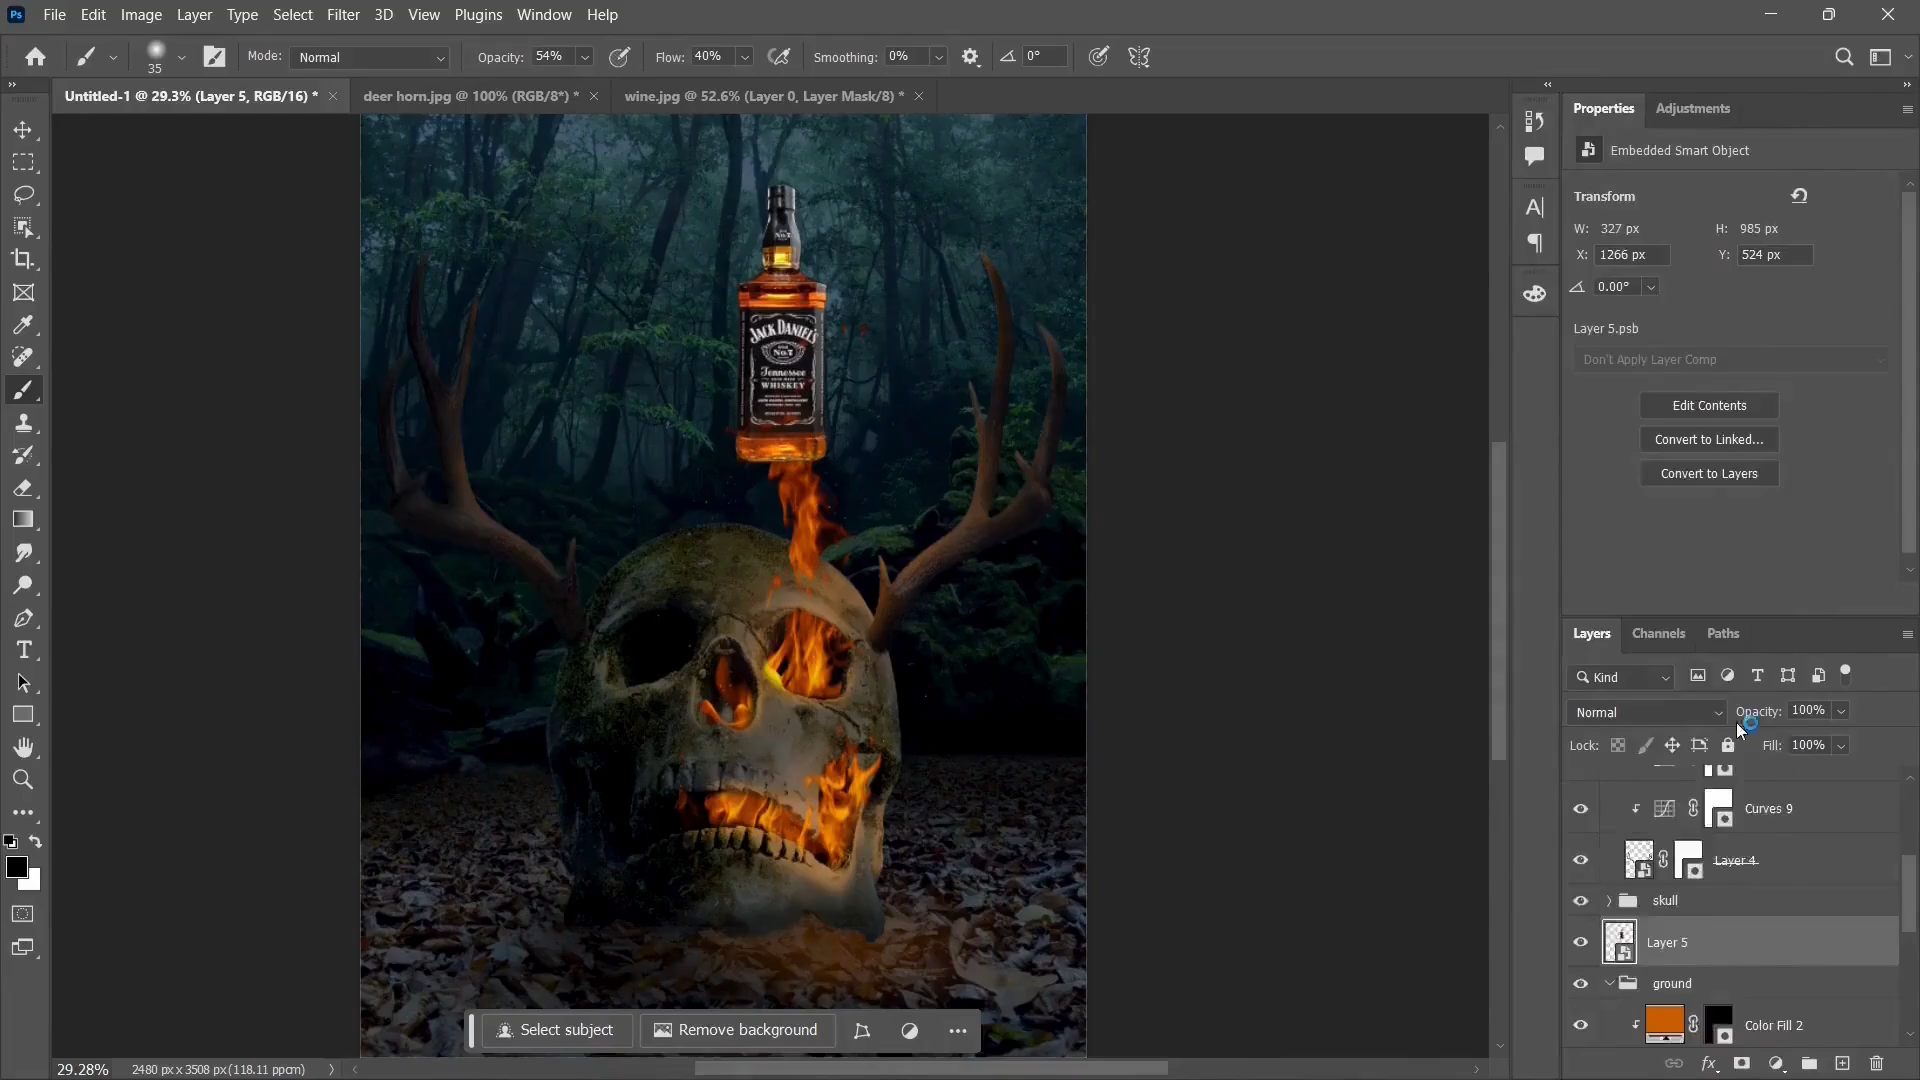 Ps File Edit Image Layer Type Select Filter 3D View Plugins Window Help
35 Mode: Normal Opacity: 54% Flow: 40% Smoothing: 0% 0°
Untitled-1 @ 29.3% (Layer 5, RGB/16) * deer horn.jpg @ 100% (RGB/8*) * wine.jpg @ 52.6% (Layer 0, Layer Mask/8) *
Properties Adjustments
Embedded Smart Object
Transform
W: 327 px H: 985 px
X: 1266 px Y: 524 px
0.00°
Layer 5.psb
Don't Apply Layer Comp
Edit Contents
Convert to Linked...
Convert to Layers
JACK DANIEL'S
OLD
No.7
Tennessee
WHISKEY
Layers Channels Paths
Kind
Normal Opacity: 100%
Lock: Fill: 100%
Curves 9
Layer 4
skull
Layer 5
ground
Color Fill 2
Select subject Remove background
29.28% 2480 px x 3508 px (118.11 ppcm)
fx